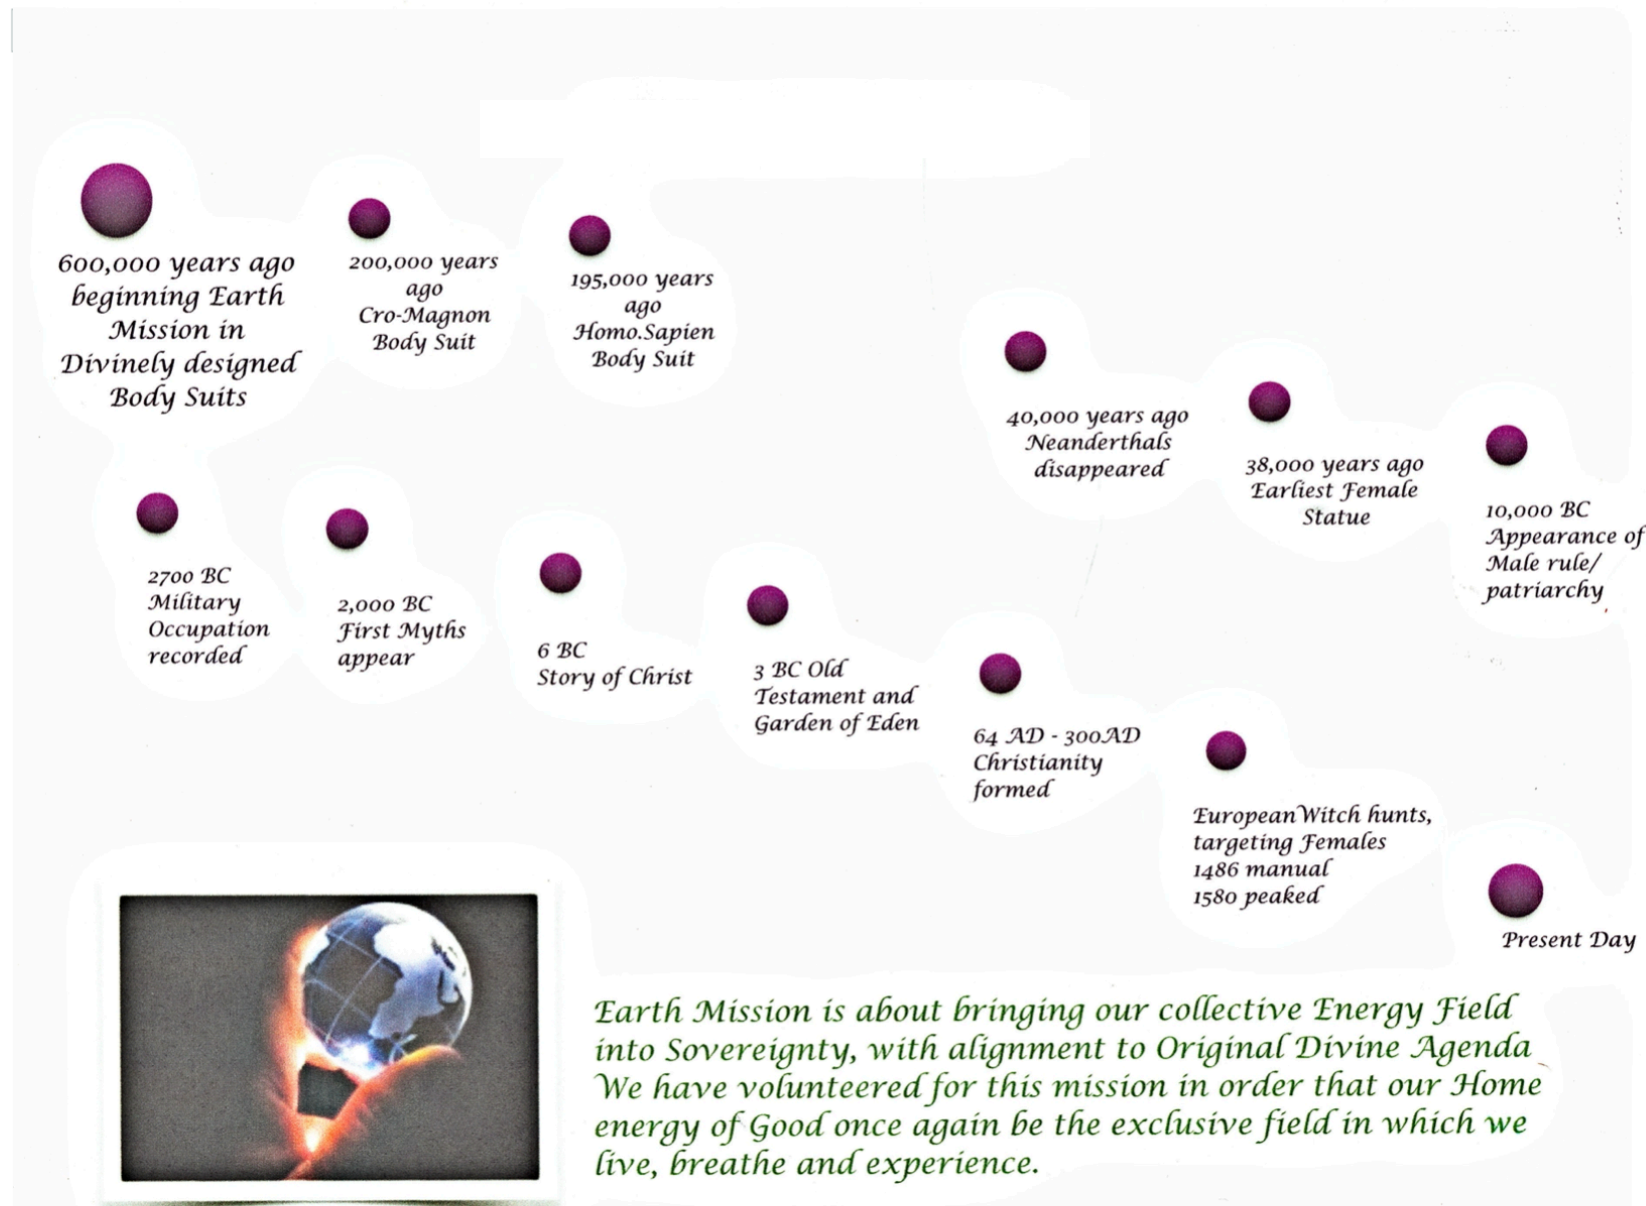 600,000 years ago
beginning Earth
Mission in
Divinely designed
Body Suits
200,000 years
ago
Cro-Magnon
Body Suit
195,000 years
ago
Homo.Sapien
Body Suit
40,000 years ago
Neanderthals
disappeared
38,000 years ago
Earliest Female
Statue
10,000 BC
Appearance of
Male rule/
patriarchy
2700 BC
Military
Occupation
recorded
2,000 BC
First Myths
appear
6 BC
Story of Christ
3 BC Old
Testament and
Garden of Eden
64 AD - 300AD
Christianity
formed
European Witch hunts,
targeting Females
1486 manual
1580 peaked
Present Day
Earth Mission is about bringing our collective Energy Field
into Sovereignty, with alignment to Original Divine Agenda
We have volunteered for this mission in order that our Home
energy of Good once again be the exclusive field in which we
live, breathe and experience.